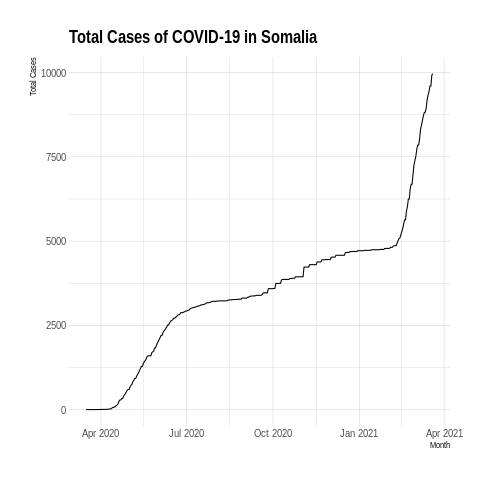 Total Cases of COVID-19 in Somalia
Total Cases
10000
7500
5000
2500
0
Apr 2020 Jul 2020 Oct 2020 Jan 2021 Apr 2021
Month